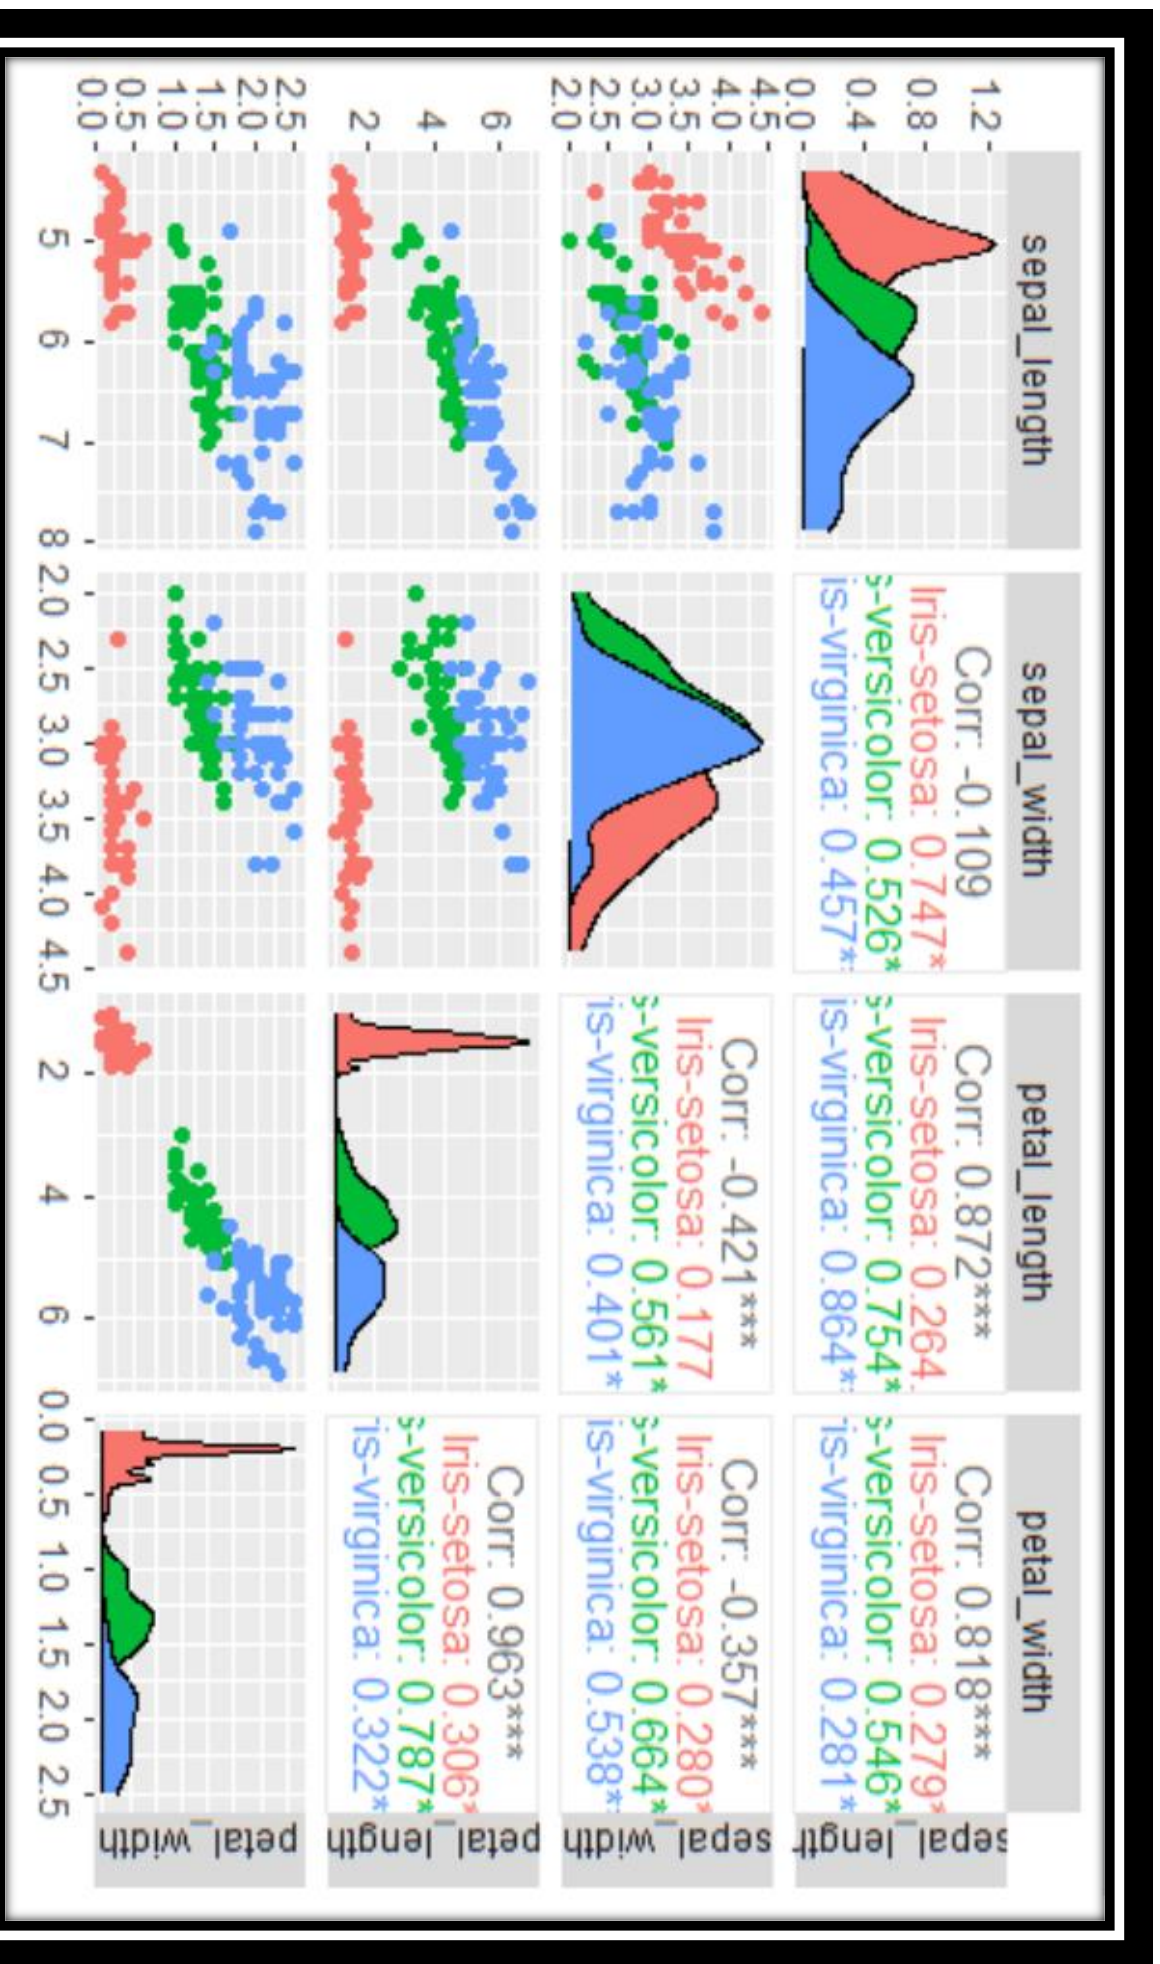 sepal_length
sepal_width
petal_length
petal_width
1.2
0.8
0.4
0.0
Corr: -0.109
Iris-setosa: 0.747*
s-versicolor: 0.526*
is-virginica: 0.457*
Corr: 0.872***
Iris-setosa: 0.264.
s-versicolor: 0.754*
is-virginica: 0.864*
Corr: 0.818***
Iris-setosa: 0.279*
s-versicolor: 0.546*
is-virginica: 0.281*
sepal_length
4.5
4.0
3.5
3.0
2.5
2.0
Corr: -0.421***
Iris-setosa: 0.177
s-versicolor: 0.561*
is-virginica: 0.401*
Corr: -0.357***
Iris-setosa: 0.280*
s-versicolor: 0.664*
is-virginica: 0.538*
sepal_width
6
4
2
Corr: 0.963***
Iris-setosa: 0.306*
s-versicolor: 0.787*
is-virginica: 0.322*
petal_length
2.5
2.0
1.5
1.0
0.5
0.0
petal_width
5 6 7 8
2.0 2.5 3.0 3.5 4.0 4.5
2 4 6
0.0 0.5 1.0 1.5 2.0 2.5